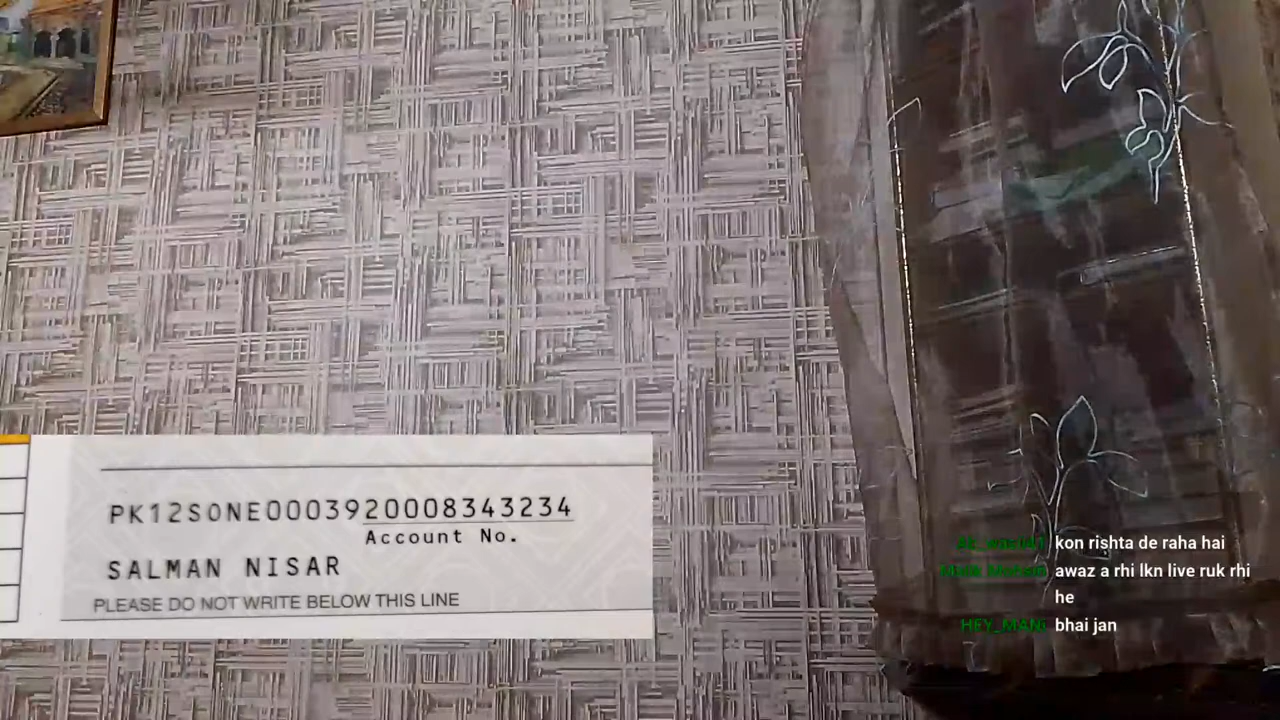 PK12SONE0003920008343234
Account No.
SALMAN NISAR
PLEASE DO NOT WRITE BELOW THIS LINE
kon rishta de raha hai
awaz a rhi lkn live ruk rhi
he
HEY_MANi bhai jan